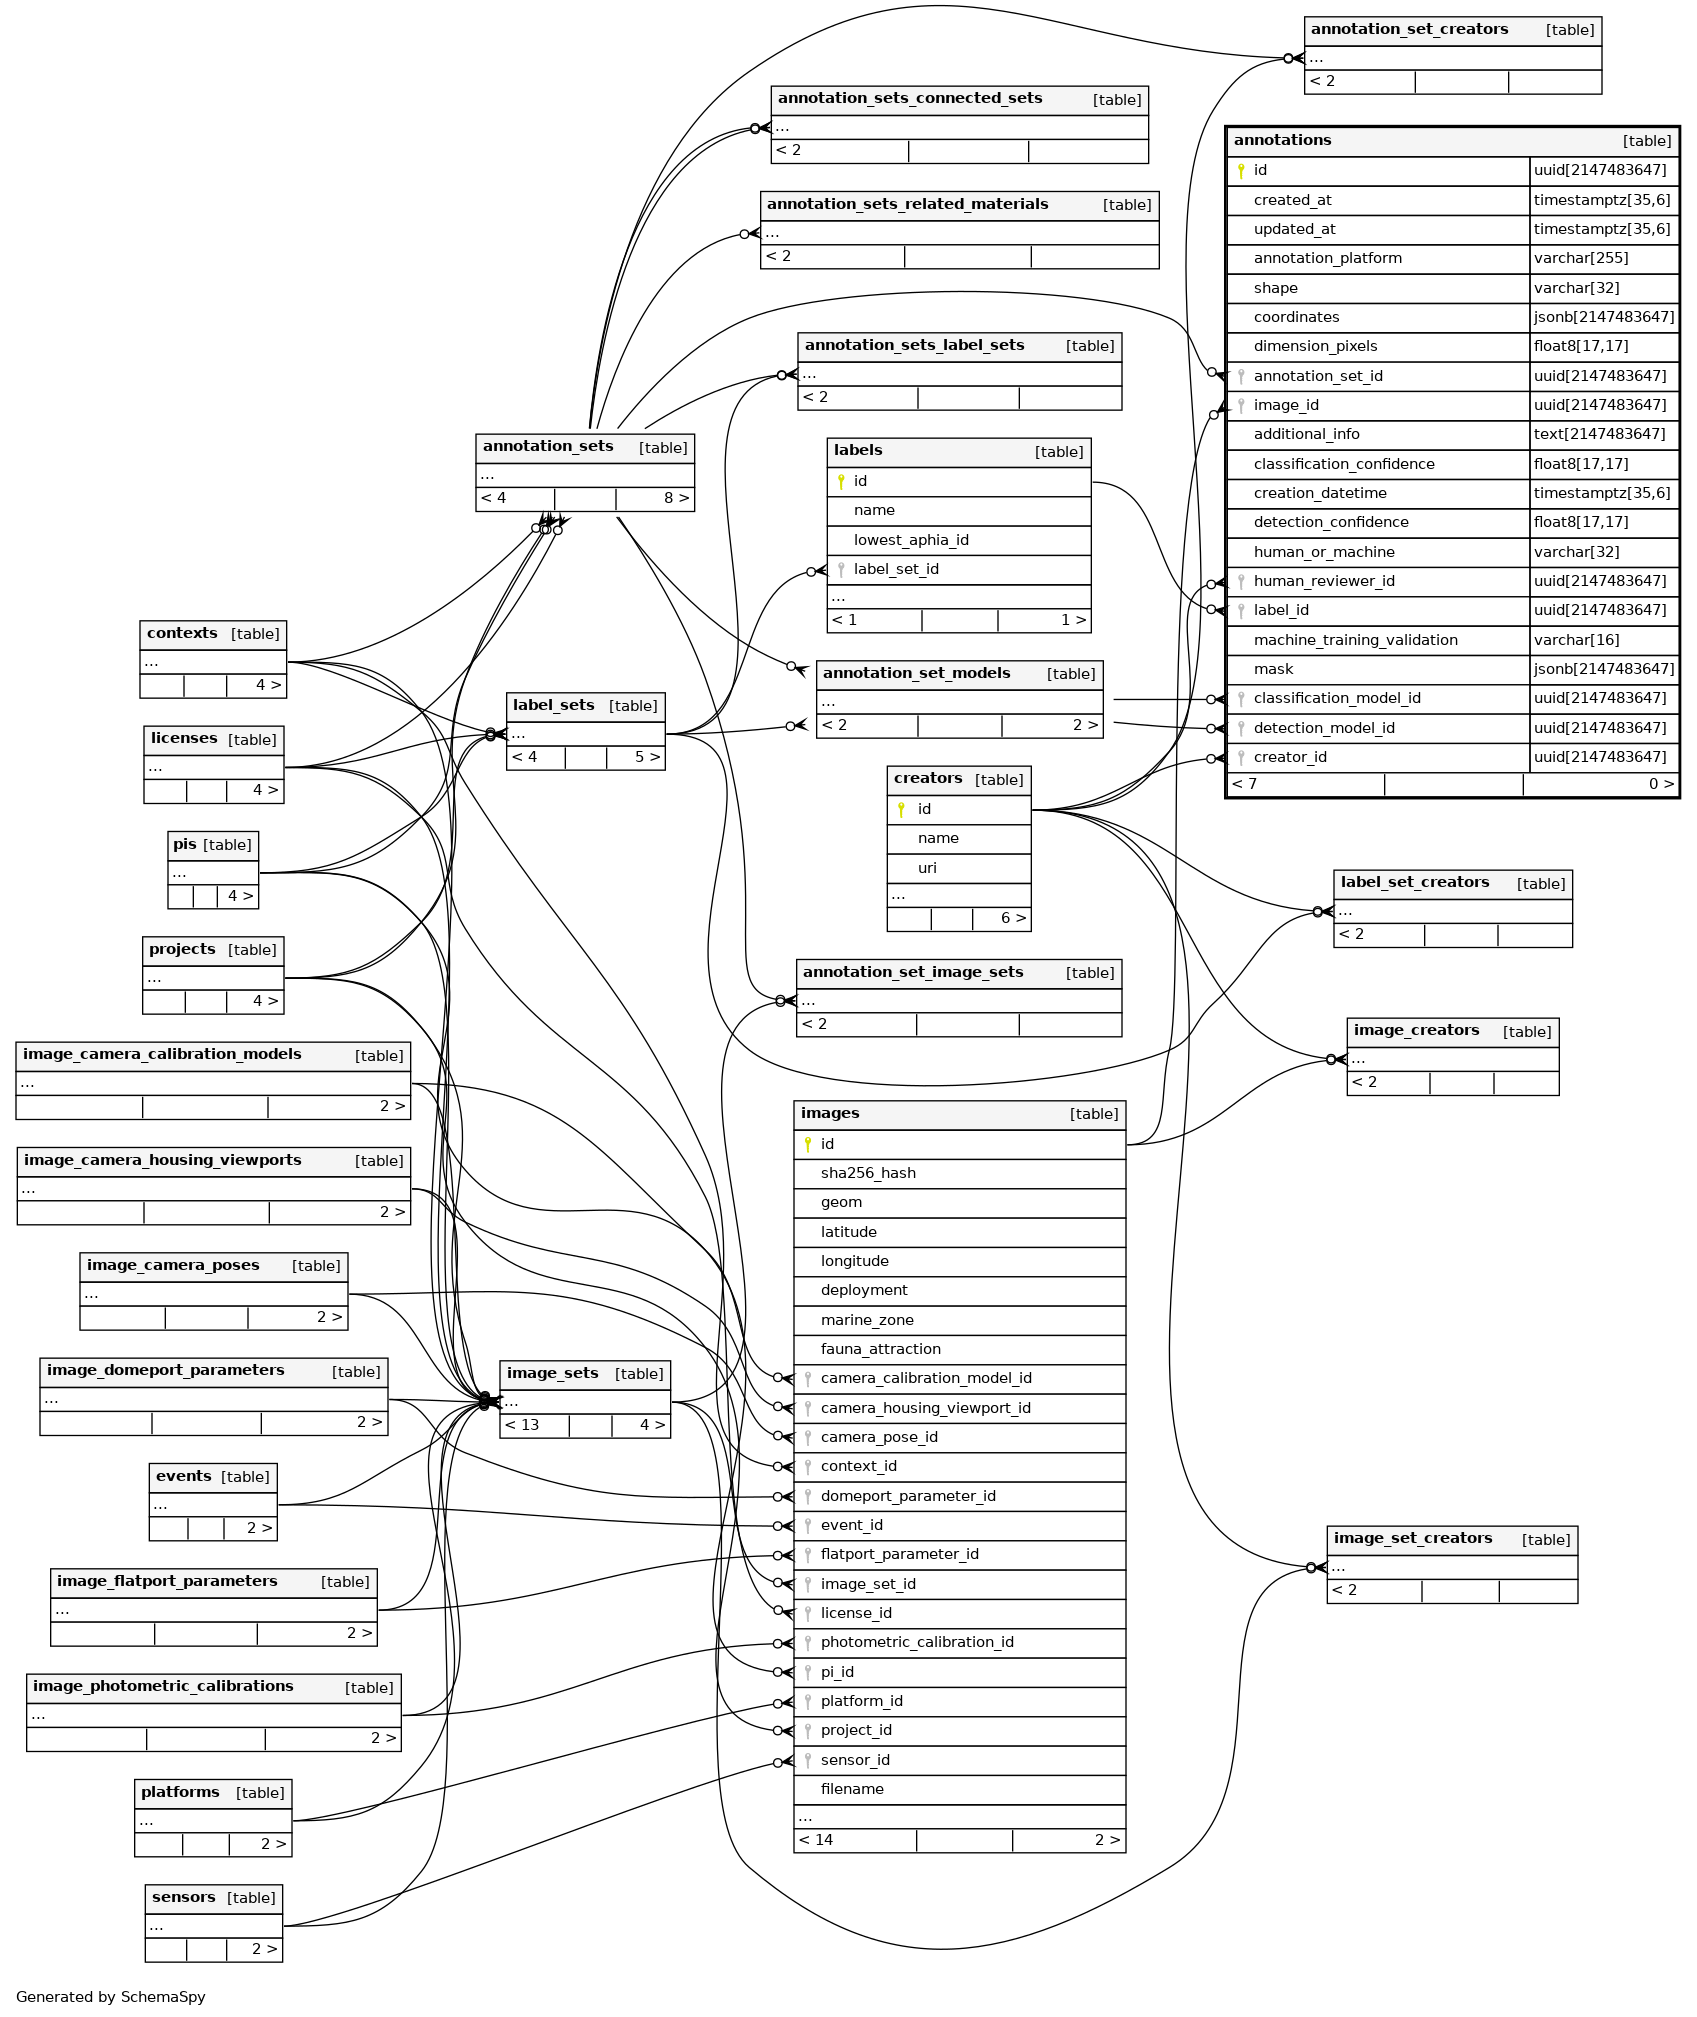 annotation_set_creators [table]
...
< 2
annotation_sets_connected_sets [table]
...
< 2
annotations [table]
id uuid[2147483647]
created_at timestamptz[35,6]
updated_at timestamptz[35,6]
annotation_platform varchar[255]
shape varchar[32]
coordinates jsonb[2147483647]
dimension_pixels float8[17,17]
annotation_set_id uuid[2147483647]
image_id uuid[2147483647]
additional_info text[2147483647]
classification_confidence float8[17,17]
creation_datetime timestamptz[35,6]
detection_confidence float8[17,17]
human_or_machine varchar[32]
human_reviewer_id uuid[2147483647]
label_id uuid[2147483647]
machine_training_validation varchar[16]
mask jsonb[2147483647]
classification_model_id uuid[2147483647]
detection_model_id uuid[2147483647]
creator_id uuid[2147483647]
< 7 0 >
annotation_sets_related_materials [table]
...
< 2
annotation_sets_label_sets [table]
...
< 2
annotation_sets [table]
...
< 4 8 >
labels [table]
id
name
lowest_aphia_id
label_set_id
...
< 1 1 >
contexts [table]
...
4 >
annotation_set_models [table]
...
< 2 2 >
label_sets [table]
...
< 4 5 >
licenses [table]
...
4 >
creators [table]
id
name
uri
...
6 >
pis [table]
...
4 >
label_set_creators [table]
...
< 2
projects [table]
...
4 >
annotation_set_image_sets [table]
...
< 2
image_creators [table]
...
< 2
image_camera_calibration_models [table]
...
2 >
images [table]
id
sha256_hash
geom
latitude
longitude
deployment
marine_zone
fauna_attraction
camera_calibration_model_id
camera_housing_viewport_id
camera_pose_id
context_id
domeport_parameter_id
event_id
flatport_parameter_id
image_set_id
license_id
photometric_calibration_id
pi_id
platform_id
project_id
sensor_id
filename
...
< 14 2 >
image_camera_housing_viewports [table]
...
2 >
image_camera_poses [table]
...
2 >
image_domeport_parameters [table]
...
2 >
image_sets [table]
...
< 13 4 >
events [table]
...
2 >
image_set_creators [table]
...
< 2
image_flatport_parameters [table]
...
2 >
image_photometric_calibrations [table]
...
2 >
platforms [table]
...
2 >
sensors [table]
...
2 >
Generated by SchemaSpy